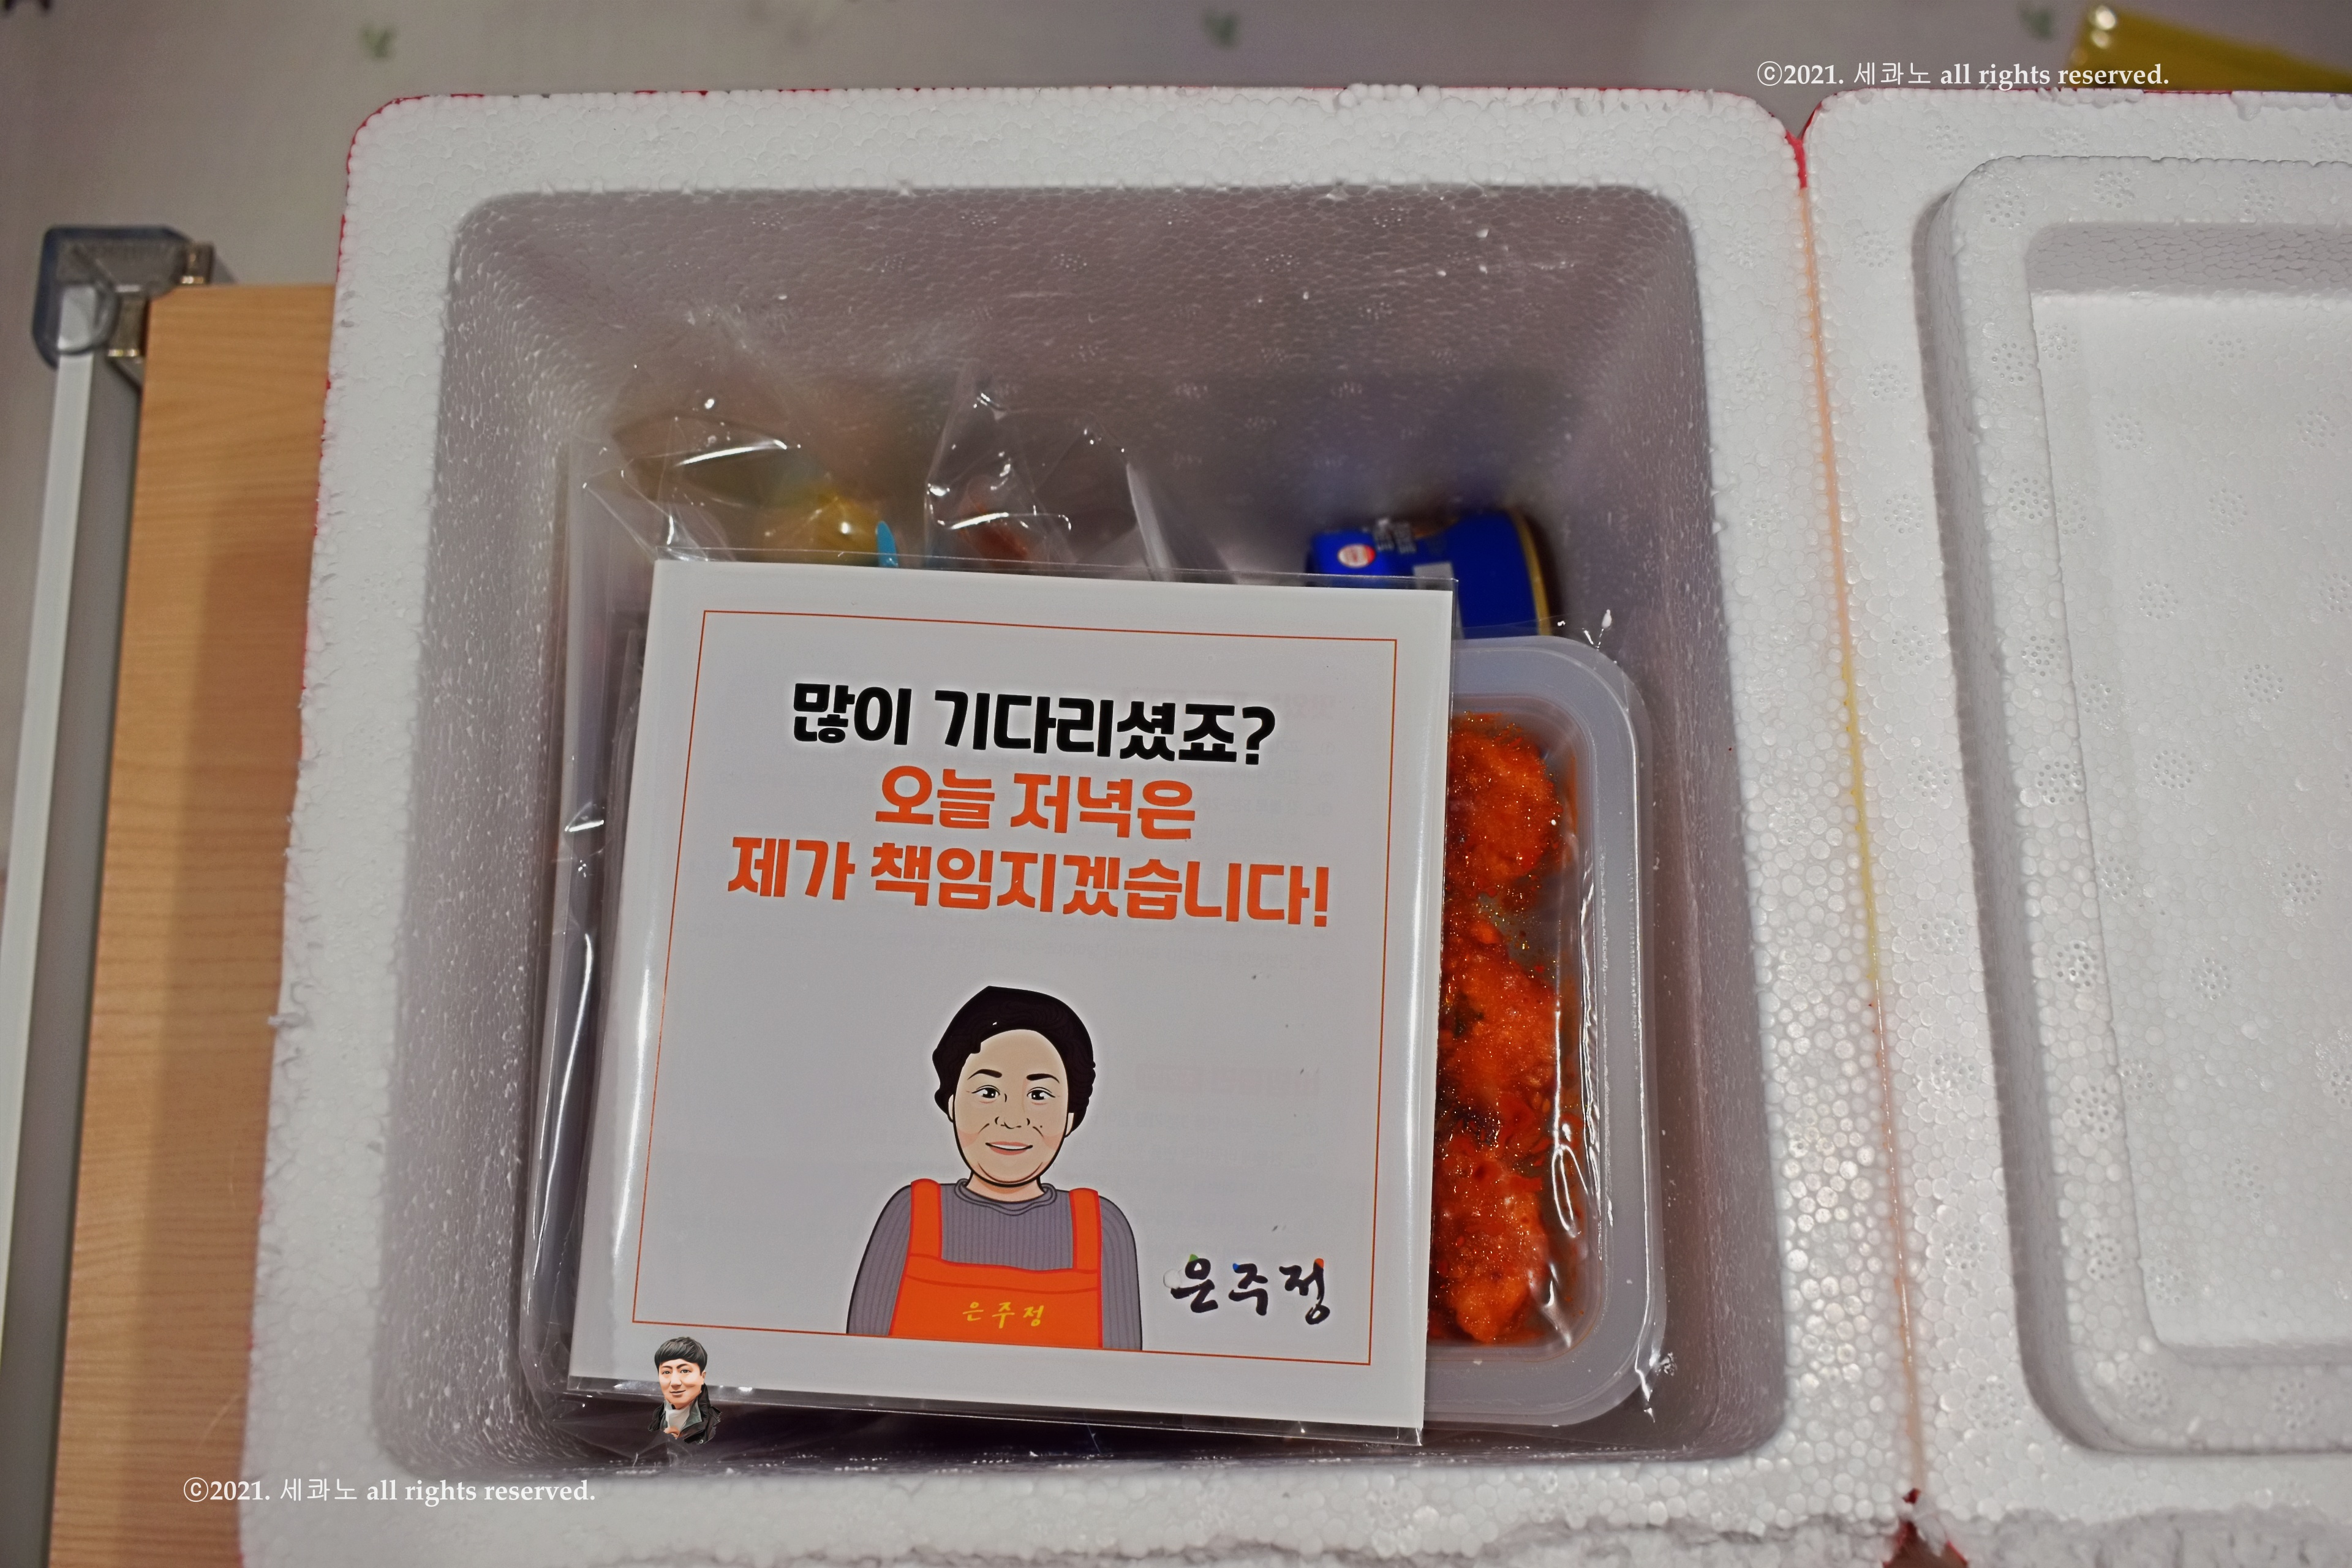 ⓒ2021. 세콰노 all rights reserved.
많이 기다리셨죠?
오늘 저녁은
제가 책임지겠습니다!
은주정
은주정
ⓒ2021. 세콰노 all rights reserved.